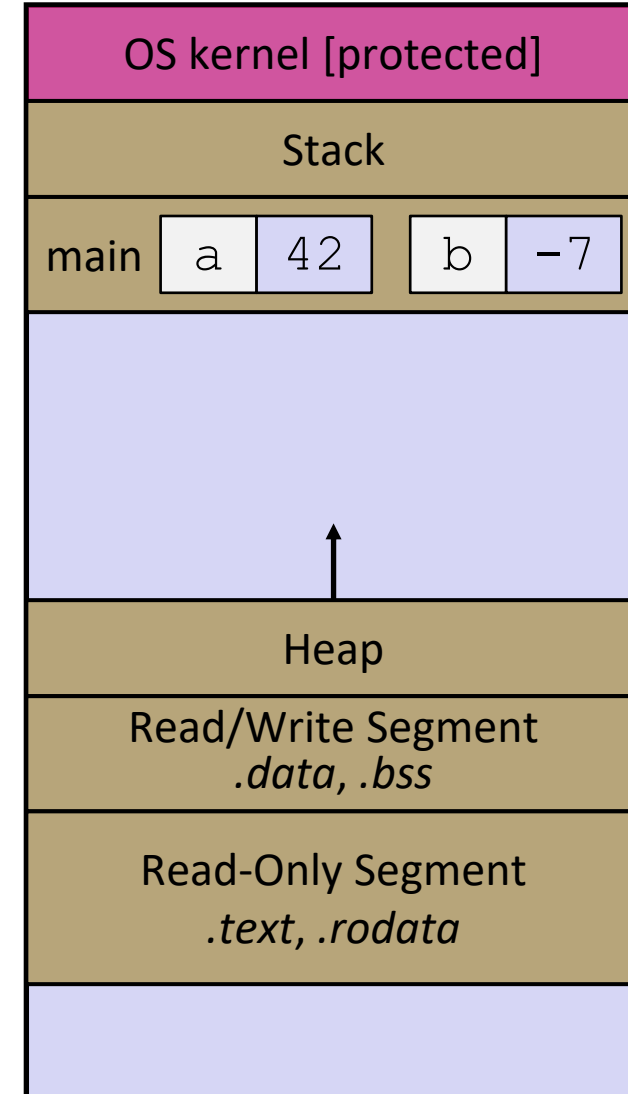 OS kernel [protected]
Stack
main a 42 b -7
Heap
Read/Write Segment
.data, .bss
Read-Only Segment
.text, .rodata